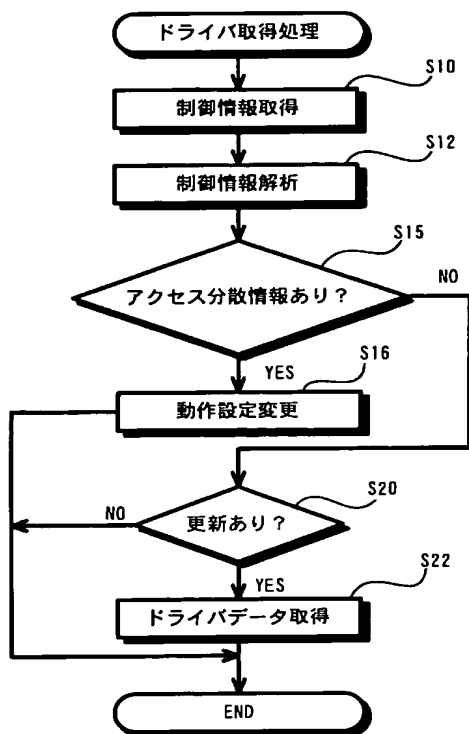 ドライバ取得処理
S10
制御情報取得
S12
制御情報解析
S15
アクセス分散情報あり?
NO
YES
S16
動作設定変更
S20
更新あり?
NO
YES
S22
ドライバデータ取得
END